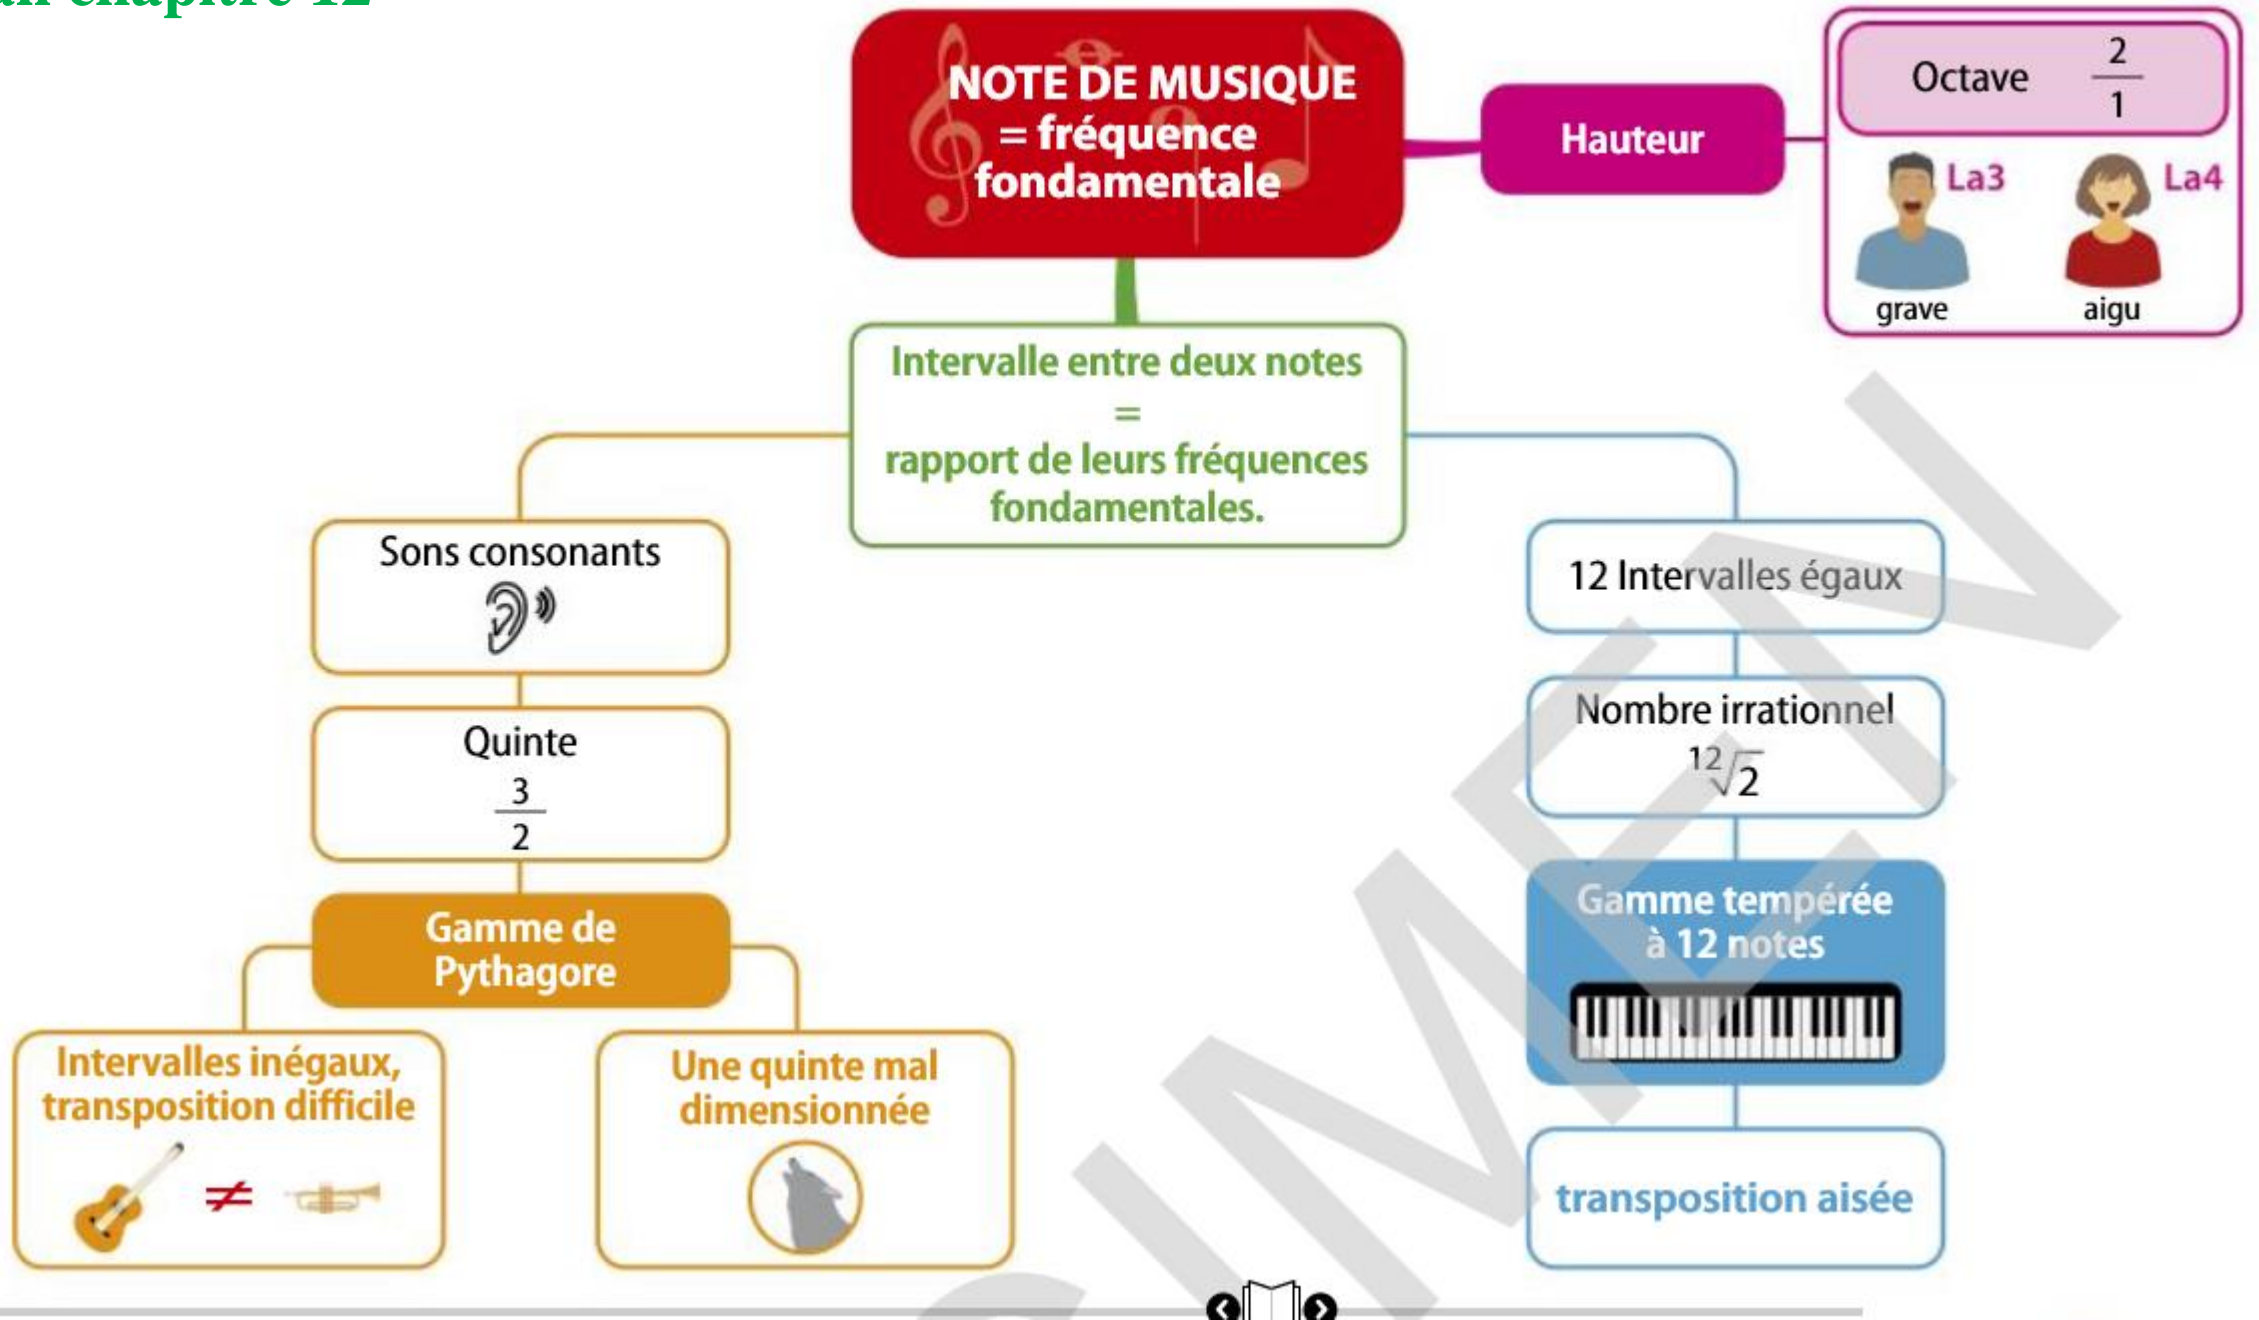 chapitre 12
NOTE DE MUSIQUE
= fréquence
fondamentale
Hauteur
Octave 2/1
La3 La4
grave aigu
Intervalle entre deux notes
=
rapport de leurs fréquences
fondamentales.
Sons consonants
Quinte
3/2
Gamme de
Pythagore
Intervalles inégaux,
transposition difficile
≠
Une quinte mal
dimensionnée
12 Intervalles égaux
Nombre irrationnel
¹²√2
Gamme tempérée
à 12 notes
transposition aisée